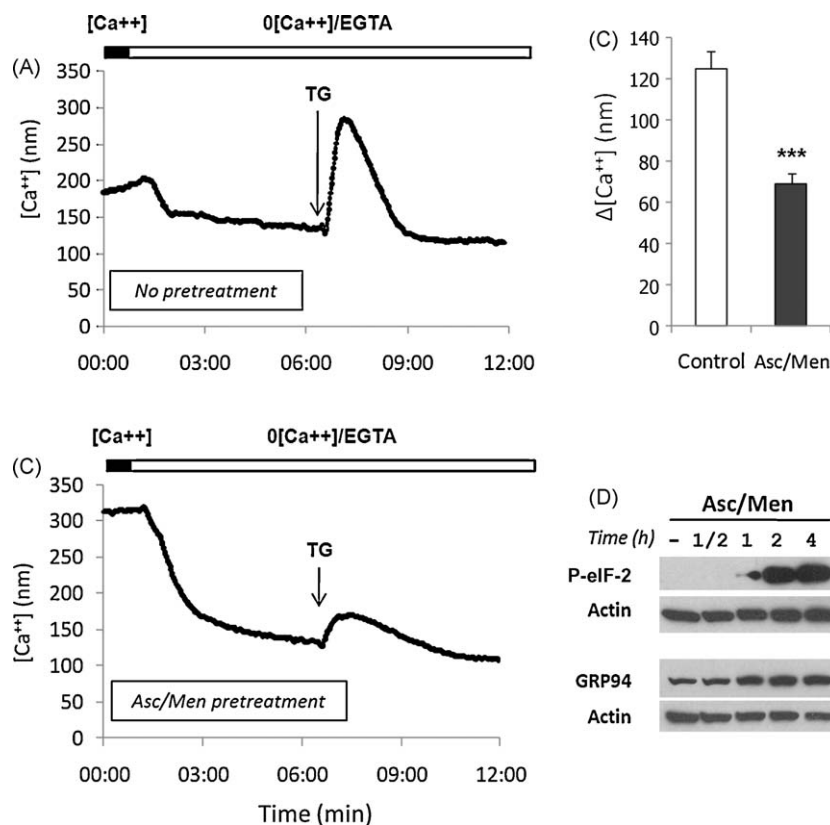 [Ca++] 0[Ca++]/EGTA
(A)
350
300
250
200
150
100
50
0
[Ca++] (nm)
TG
No pretreatment
00:00 03:00 06:00 09:00 12:00
(C)
140
120
100
80
60
40
20
0
Δ[Ca++] (nm)
***
Control Asc/Men
[Ca++] 0[Ca++]/EGTA
(C)
350
300
250
200
150
100
50
0
[Ca++] (nm)
TG
Asc/Men pretreatment
00:00 03:00 06:00 09:00 12:00
Time (min)
(D)
Asc/Men
Time (h) – 1/2 1 2 4
P-eIF-2
Actin
GRP94
Actin